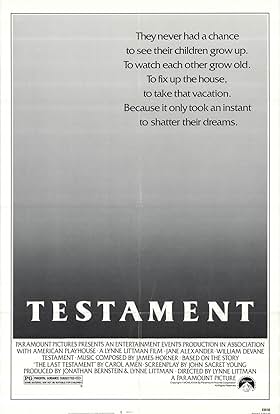 They never had a chance
to see their children grow up.
To watch each other grow old.
To fix up the house,
to take that vacation.
Because it only took an instant
to shatter their dreams.
TESTAMENT
PARAMOUNT PICTURES PRESENTS AN ENTERTAINMENT EVENTS PRODUCTION IN ASSOCIATION
WITH AMERICAN PLAYHOUSE · A LYNNE LITTMAN FILM · JANE ALEXANDER · WILLIAM DEVANE
TESTAMENT · MUSIC COMPOSED BY JAMES HORNER · BASED ON THE STORY
"THE LAST TESTAMENT" BY CAROL AMEN · SCREENPLAY BY JOHN SACRET YOUNG
PRODUCED BY JONATHAN BERNSTEIN & LYNNE LITTMAN · DIRECTED BY LYNNE LITTMAN
PG PARENTAL GUIDANCE SUGGESTED
A PARAMOUNT PICTURE